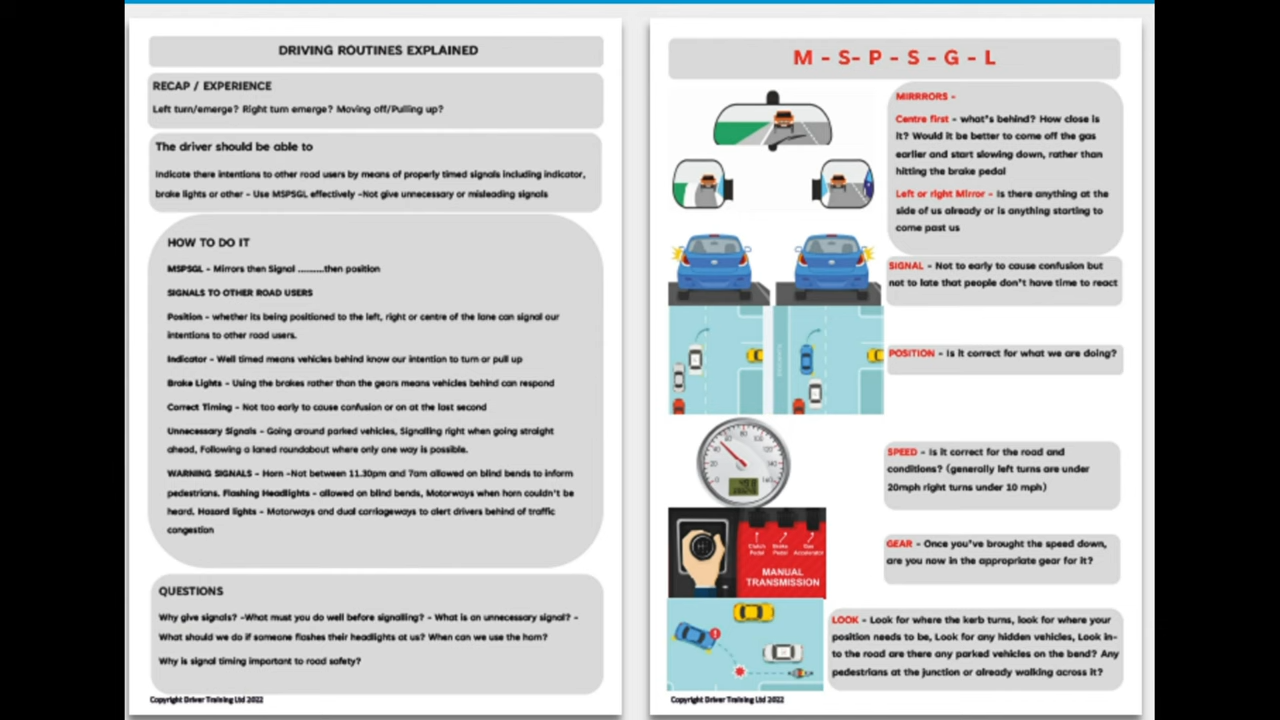 DRIVING ROUTINES EXPLAINED
RECAP / EXPERIENCE
Left turn/emerge? Right turn emerge? Moving off/Pulling up?
The driver should be able to
Indicate there intentions to other road users by means of properly timed signals including indicator,
brake lights or other - Use MSPSGL effectively -Not give unnecessary or misleading signals
HOW TO DO IT
MSPSGL - Mirrors then Signal ..........then position
SIGNALS TO OTHER ROAD USERS
Position - whether its being positioned to the left, right or centre of the lane can signal our
intentions to other road users.
Indicator - Well timed means vehicles behind know our intention to turn or pull up
Brake Lights - Using the brakes rather than the gears means vehicles behind can respond
Correct Timing - Not too early to cause confusion or on at the last second
Unnecessary Signals - Going around parked vehicles, Signalling right when going straight
ahead, Following a laned roundabout where only one way is possible.
WARNING SIGNALS - Horn -Not between 11.30pm and 7am allowed on blind bends to inform
pedestrians. Flashing Headlights - allowed on blind bends, Motorways when horn couldn't be
heard. Hazard lights - Motorways and dual carriageways to alert drivers behind of traffic
congestion
QUESTIONS
Why give signals? -What must you do well before signalling? - What is an unnecessary signal? -
What should we do if someone flashes their headlights at us? When can we use the horn?
Why is signal timing important to road safety?
Copyright Driver Training Ltd 2022
M - S- P - S - G - L
MIRRRORS -
Centre first - what's behind? How close is
it? Would it be better to come off the gas
earlier and start slowing down, rather than
hitting the brake pedal
Left or right Mirror - Is there anything at the
side of us already or is anything starting to
come past us
SIGNAL - Not to early to cause confusion but
not to late that people don't have time to react
POSITION - Is it correct for what we are doing?
SPEED - Is it correct for the road and
conditions? (generally left turns are under
20mph right turns under 10 mph)
Clutch Pedal
Brake Pedal
Gas Accelerator
MANUAL
TRANSMISSION
GEAR - Once you've brought the speed down,
are you now in the appropriate gear for it?
LOOK - Look for where the kerb turns, look for where your
position needs to be, Look for any hidden vehicles, Look in-
to the road are there any parked vehicles on the bend? Any
pedestrians at the junction or already walking across it?
Copyright Driver Training Ltd 2022